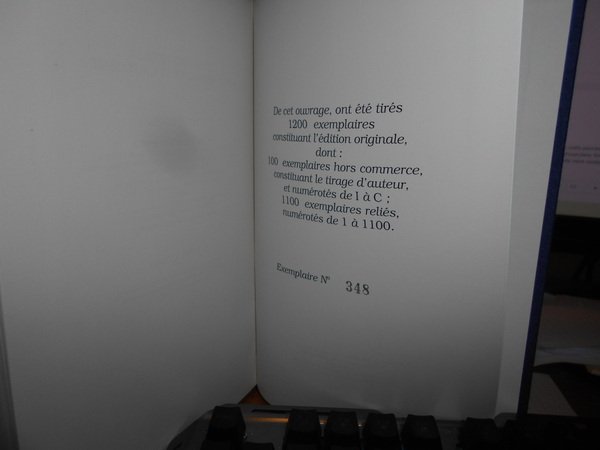 De cet ouvrage, ont été tirés
1200 exemplaires
constituant l'édition originale,
dont :
100 exemplaires hors commerce,
constituant le tirage d'auteur,
et numérotés de I à C ;
1100 exemplaires reliés,
numérotés de 1 à 1100.
Exemplaire N° 348